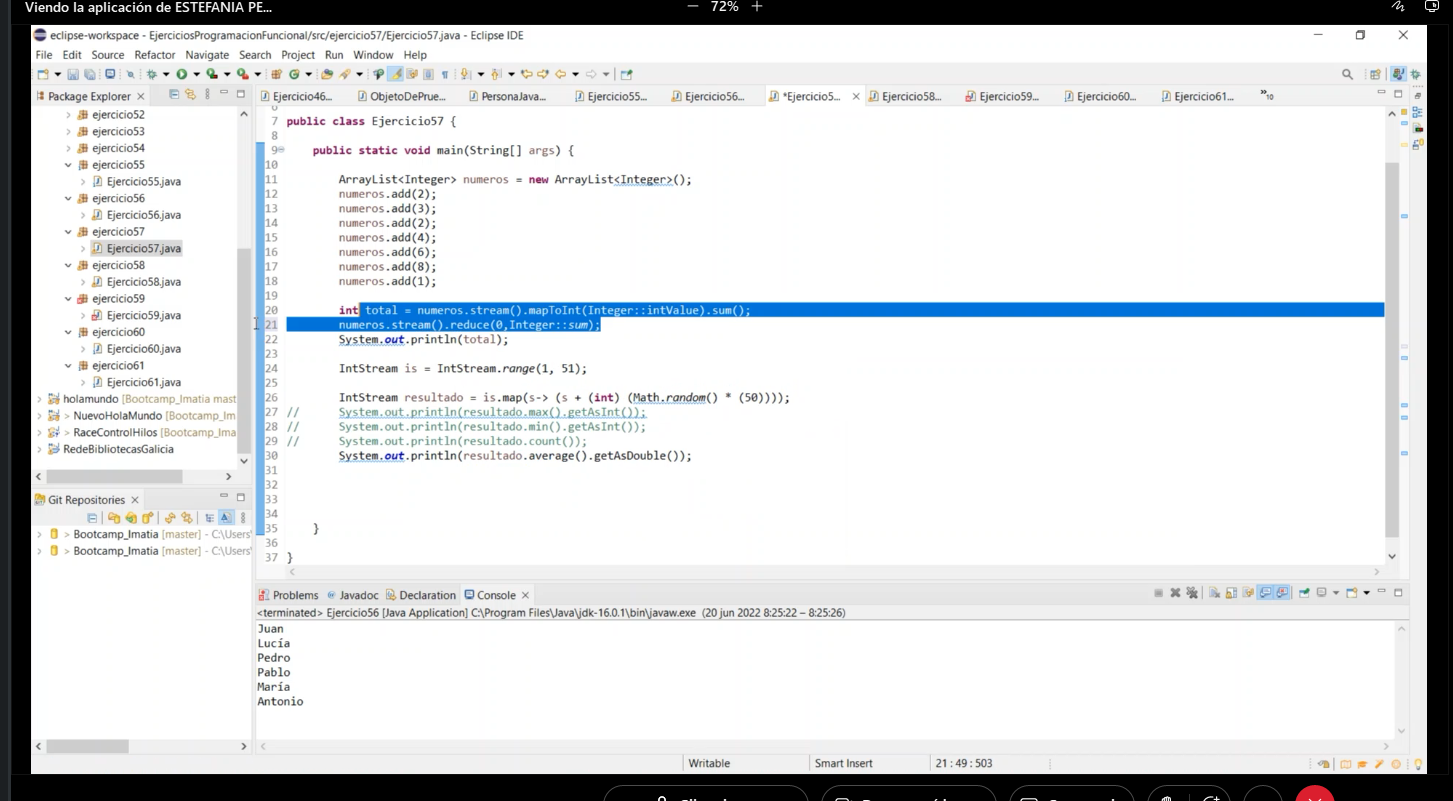 Viendo la aplicación de ESTEFANIA PE...
72%
eclipse-workspace - EjerciciosProgramacionFuncional/src/ejercicio57/Ejercicio57.java - Eclipse IDE
File Edit Source Refactor Navigate Search Project Run Window Help
Package Explorer
ejercicio52
ejercicio53
ejercicio54
ejercicio55
Ejercicio55.java
ejercicio56
Ejercicio56.java
ejercicio57
Ejercicio57.java
ejercicio58
Ejercicio58.java
ejercicio59
Ejercicio59.java
ejercicio60
Ejercicio60.java
ejercicio61
Ejercicio61.java
holamundo [Bootcamp_Imatia mast
> NuevoHolaMundo [Bootcamp_Im
> RaceControlHilos [Bootcamp_Ima
RedeBibliotecasGalicia
Git Repositories
> Bootcamp_Imatia [master] - C:\Users
> Bootcamp_Imatia [master] - C:\Users
Ejercicio46... ObjetoDePrue... PersonaJava... Ejercicio55... Ejercicio56... *Ejercicio5... Ejercicio58... Ejercicio59... Ejercicio60... Ejercicio61... »10
7 public class Ejercicio57 {
8
9 public static void main(String[] args) {
10
11 ArrayList<Integer> numeros = new ArrayList<Integer>();
12 numeros.add(2);
13 numeros.add(3);
14 numeros.add(2);
15 numeros.add(4);
16 numeros.add(6);
17 numeros.add(8);
18 numeros.add(1);
19
20 int total = numeros.stream().mapToInt(Integer::intValue).sum();
21 numeros.stream().reduce(0,Integer::sum);
22 System.out.println(total);
23
24 IntStream is = IntStream.range(1, 51);
25
26 IntStream resultado = is.map(s-> (s + (int) (Math.random() * (50))));
27 // System.out.println(resultado.max().getAsInt());
28 // System.out.println(resultado.min().getAsInt());
29 // System.out.println(resultado.count());
30 System.out.println(resultado.average().getAsDouble());
31
32
33
34
35 }
36
37 }
Problems Javadoc Declaration Console
<terminated> Ejercicio56 [Java Application] C:\Program Files\Java\jdk-16.0.1\bin\javaw.exe (20 jun 2022 8:25:22 – 8:25:26)
Juan
Lucía
Pedro
Pablo
María
Antonio
Writable Smart Insert 21 : 49 : 503